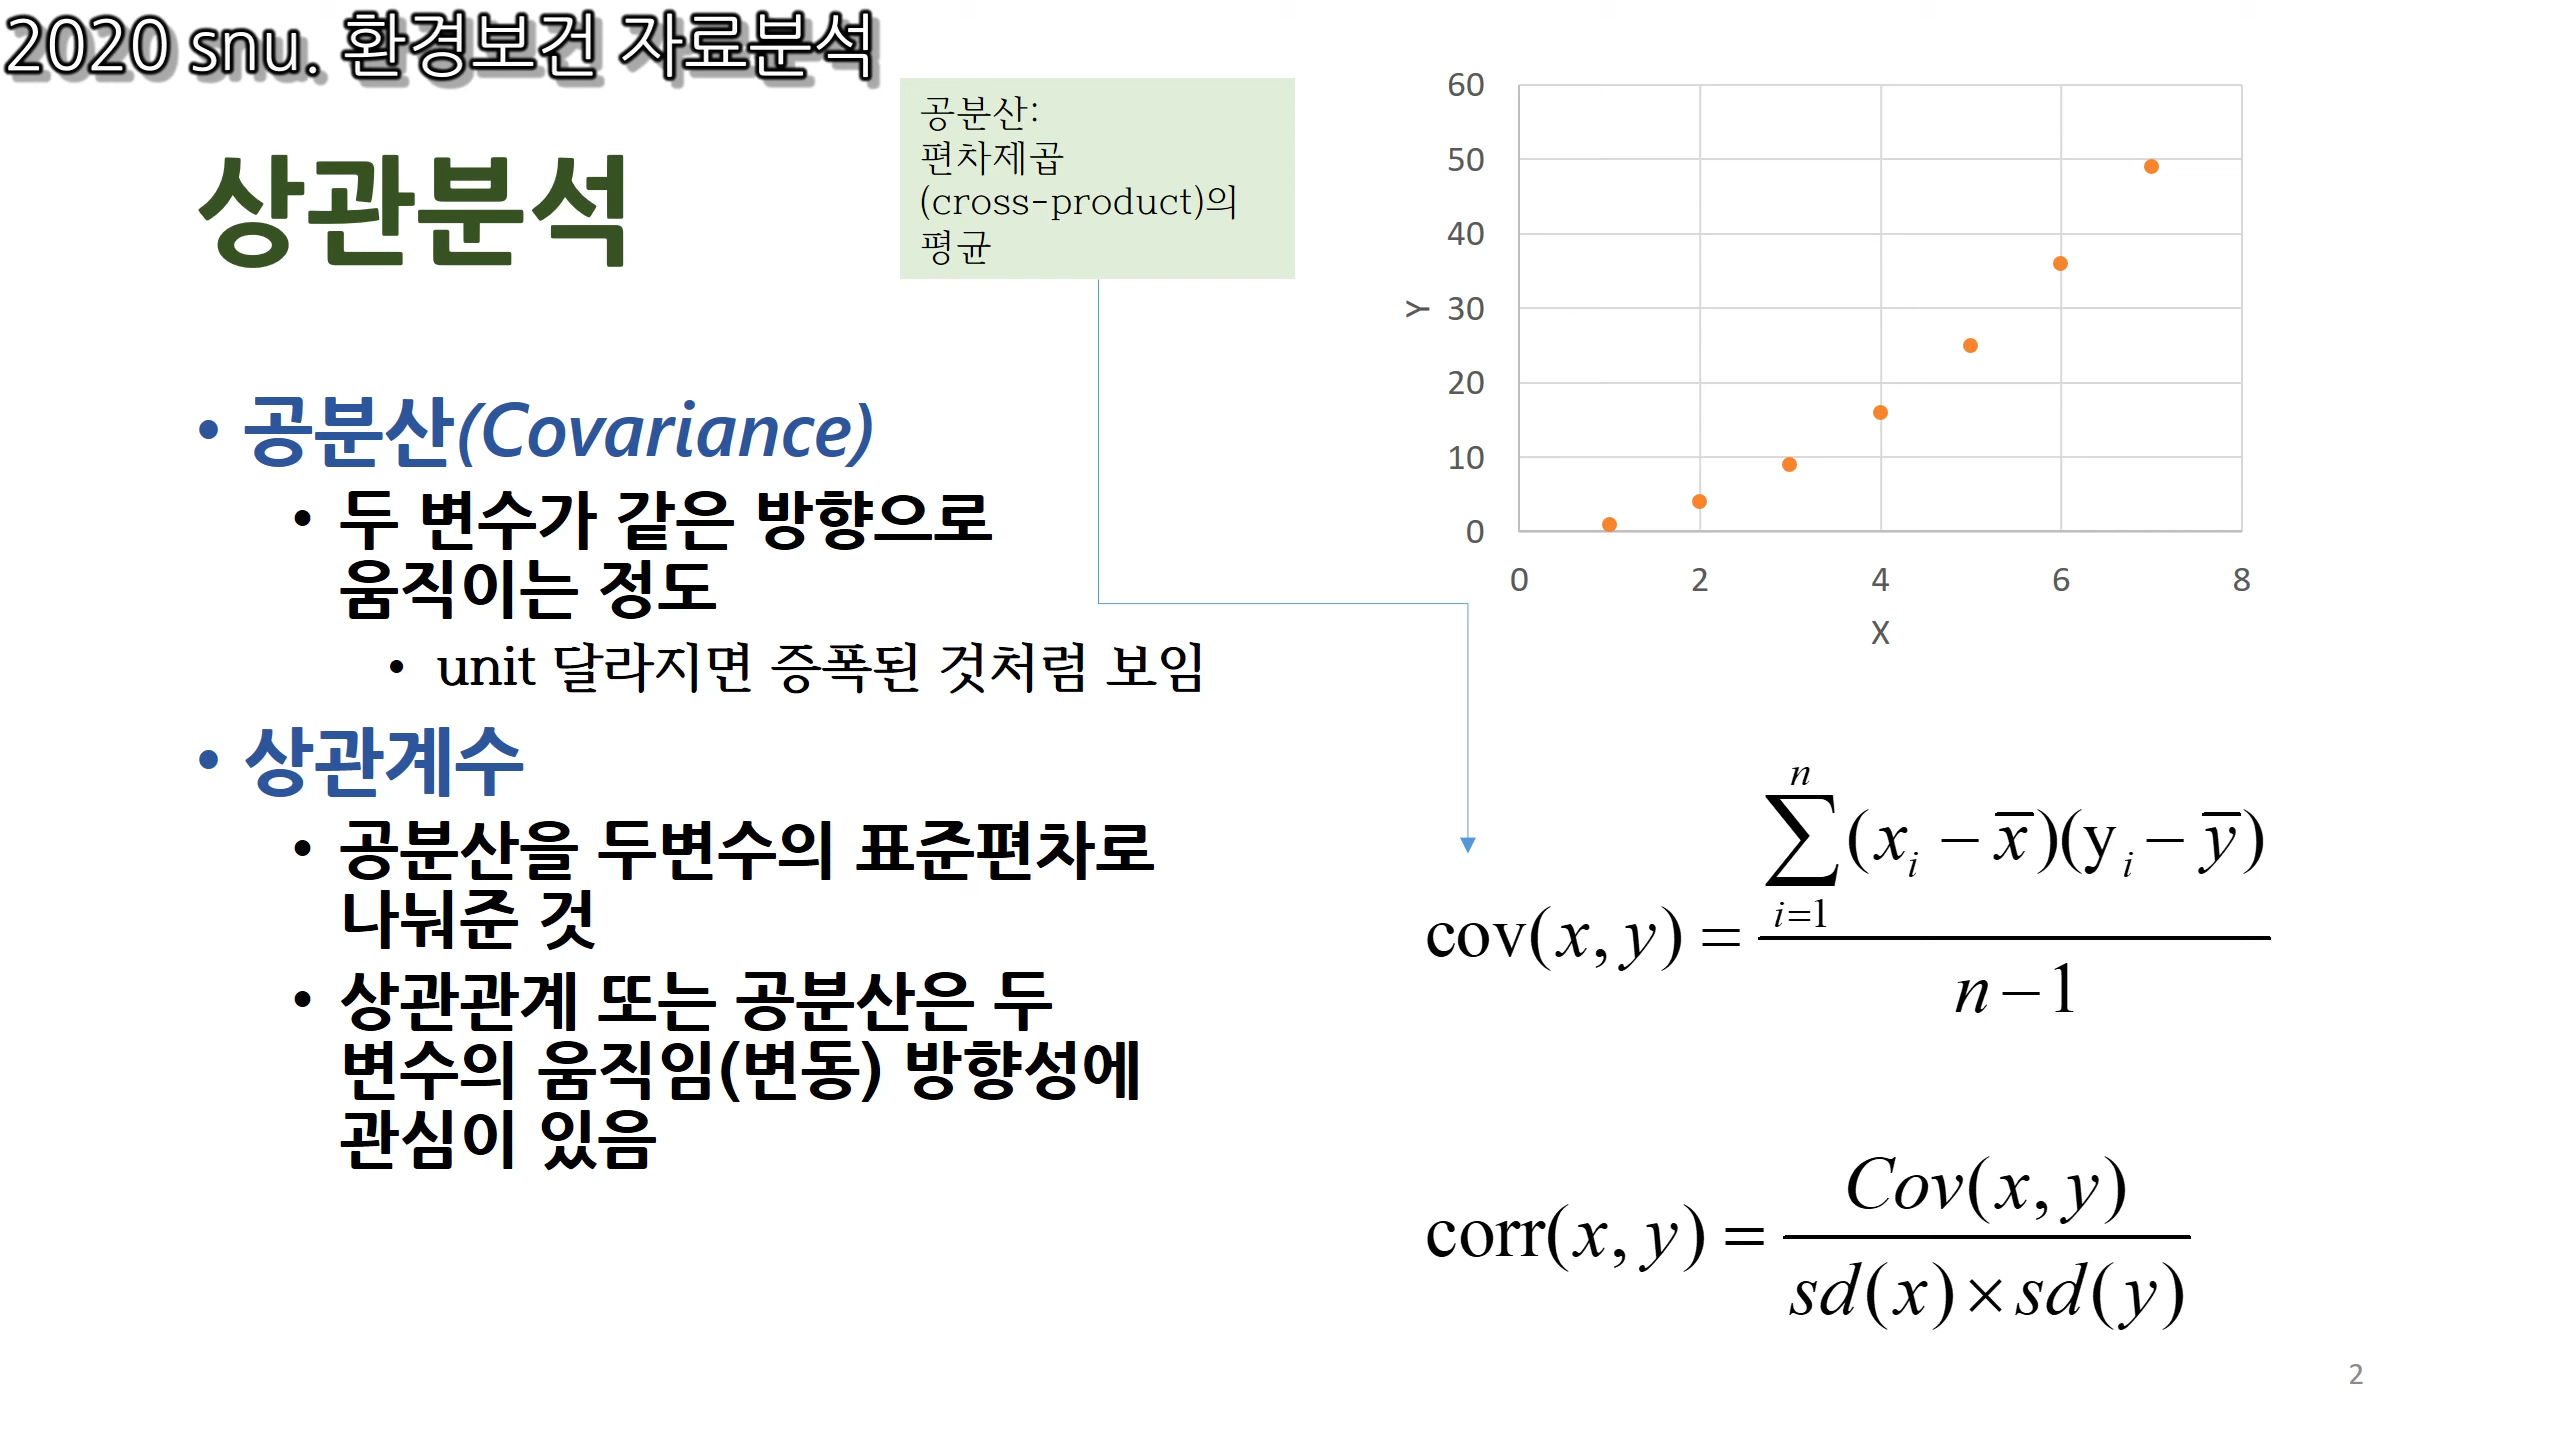 2020 snu. 환경보건 자료분석
상관분석
공분산:
편차제곱
(cross-product)의
평균
• 공분산(Covariance)
• 두 변수가 같은 방향으로
움직이는 정도
• unit 달라지면 증폭된 것처럼 보임
• 상관계수
• 공분산을 두변수의 표준편차로
나눠준 것
• 상관관계 또는 공분산은 두
변수의 움직임(변동) 방향성에
관심이 있음
60
50
40
30
20
10
0
Y
0 2 4 6 8
X
n
∑(xᵢ − x̅)(yᵢ − y̅)
i=1
cov(x, y) =
n − 1
Cov(x, y)
corr(x, y) =
sd(x) × sd(y)
2